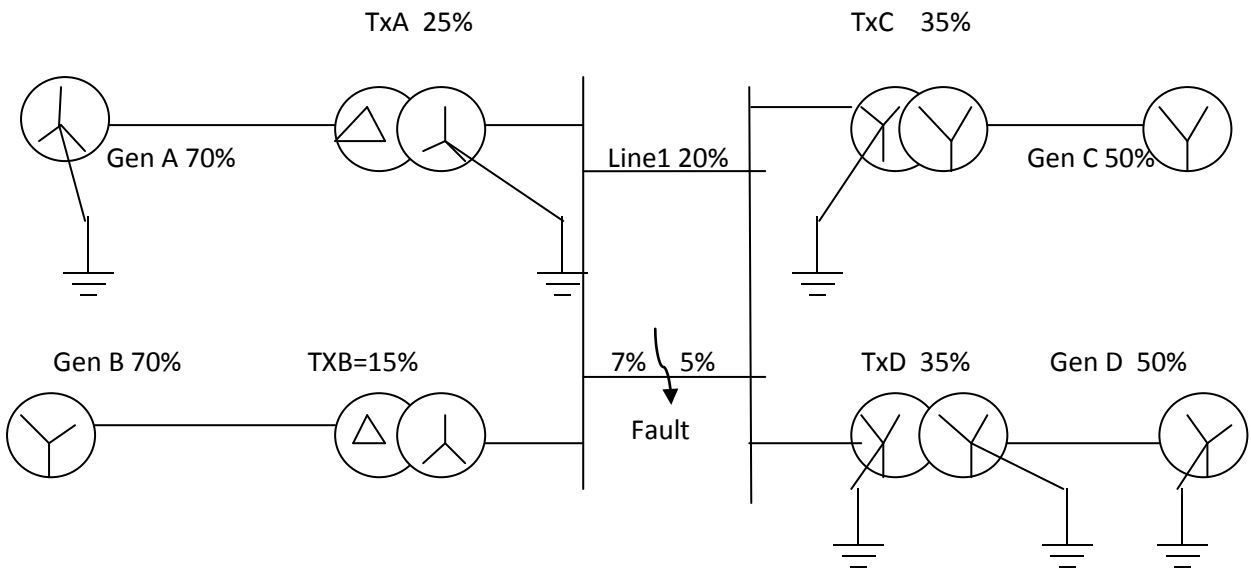 TxA 25%
TxC 35%
Gen A 70%
Line1 20%
Gen C 50%
Gen B 70%
TXB=15%
7% 5%
TxD 35%
Gen D 50%
Fault